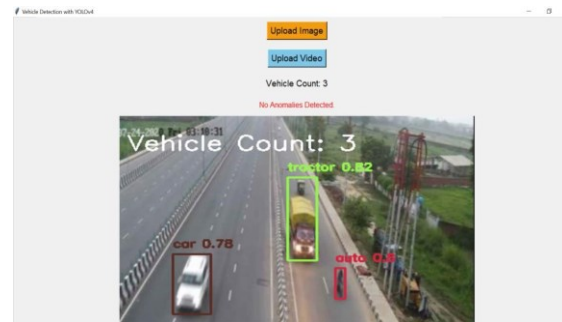 Vehicle Detection with YOLOv4
Upload Image
Upload Video
Vehicle Count: 3
No Anomalies Detected.
Vehicle Count: 3
tractor 0.82
car 0.78
auto